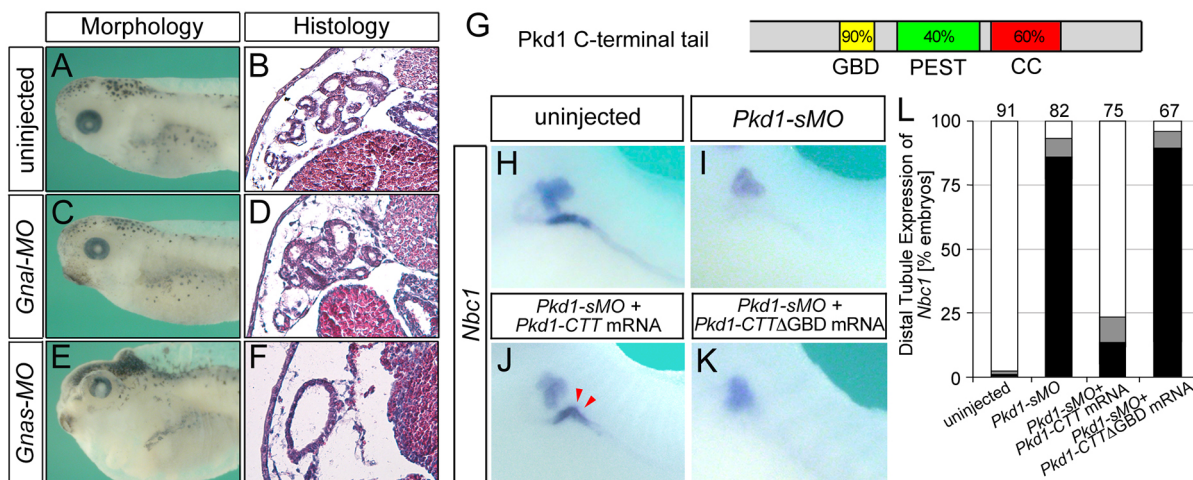 Morphology
Histology
uninjected
A
B
Gnal-MO
C
D
Gnas-MO
E
F
G
Pkd1 C-terminal tail
90%
40%
60%
GBD
PEST
CC
uninjected
Pkd1-sMO
Nbc1
H
I
Pkd1-sMO +
Pkd1-CTT mRNA
Pkd1-sMO +
Pkd1-CTTΔGBD mRNA
J
K
L
91
82
75
67
Distal Tubule Expression of
Nbc1 [% embryos]
100
75
50
25
0
uninjected
Pkd1-sMO
Pkd1-sMO+
Pkd1-CTT mRNA
Pkd1-sMO+
Pkd1-CTTΔGBD mRNA